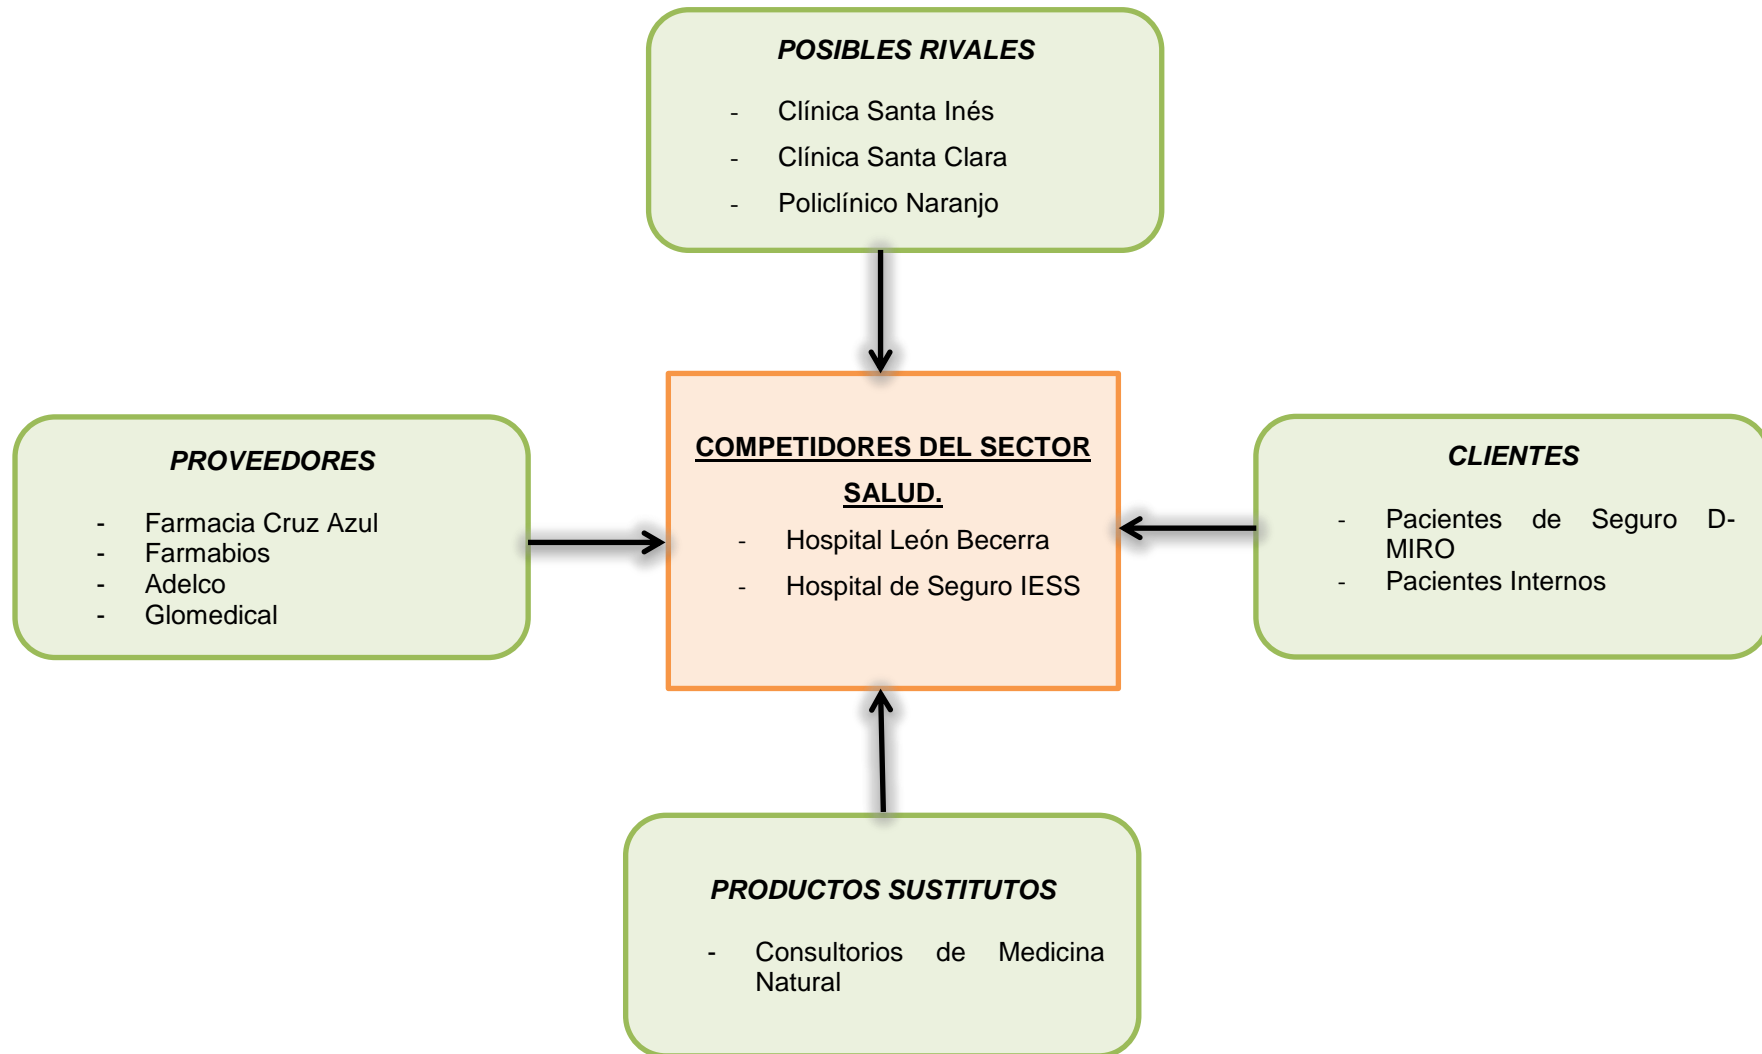 POSIBLES RIVALES
- Clínica Santa Inés
- Clínica Santa Clara
- Policlínico Naranjo
PROVEEDORES
- Farmacia Cruz Azul
- Farmabios
- Adelco
- Glomedical
COMPETIDORES DEL SECTOR
SALUD.
- Hospital León Becerra
- Hospital de Seguro IESS
CLIENTES
- Pacientes de Seguro D-
MIRO
- Pacientes Internos
PRODUCTOS SUSTITUTOS
- Consultorios de Medicina
Natural